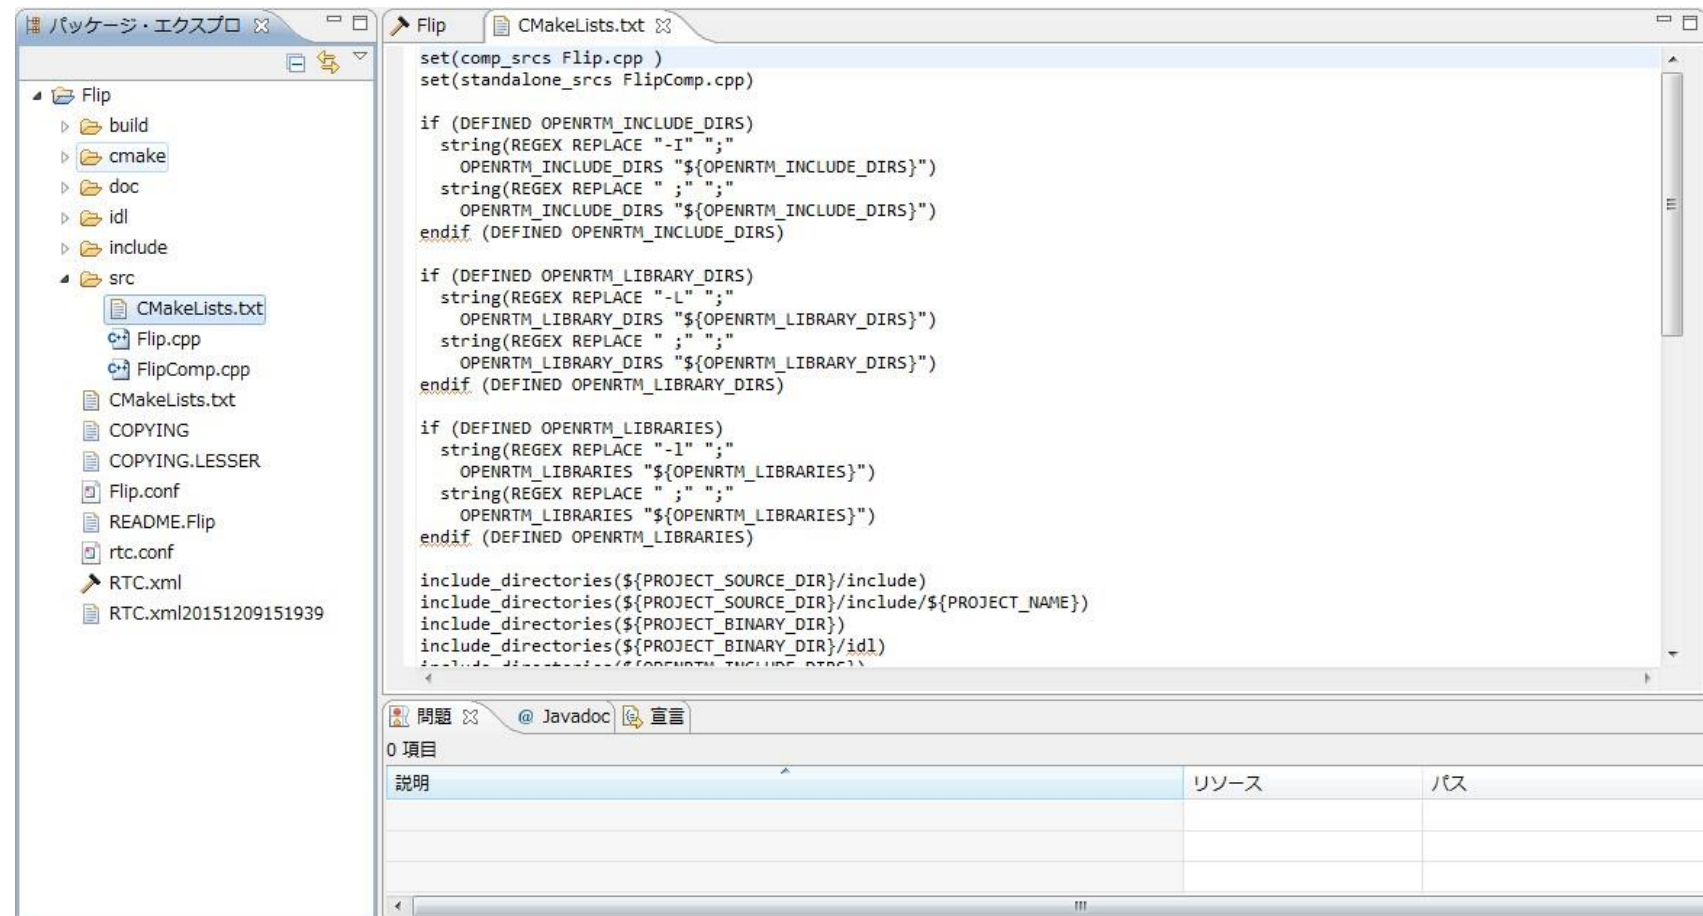 パッケージ・エクスプロ
Flip
build
cmake
doc
idl
include
src
CMakeLists.txt
Flip.cpp
FlipComp.cpp
CMakeLists.txt
COPYING
COPYING.LESSER
Flip.conf
README.Flip
rtc.conf
RTC.xml
RTC.xml20151209151939
Flip CMakeLists.txt
set(comp_srcs Flip.cpp )
set(standalone_srcs FlipComp.cpp)
if (DEFINED OPENRTM_INCLUDE_DIRS)
string(REGEX REPLACE "-I" ";"
OPENRTM_INCLUDE_DIRS "${OPENRTM_INCLUDE_DIRS}")
string(REGEX REPLACE " ;" ";"
OPENRTM_INCLUDE_DIRS "${OPENRTM_INCLUDE_DIRS}")
endif (DEFINED OPENRTM_INCLUDE_DIRS)
if (DEFINED OPENRTM_LIBRARY_DIRS)
string(REGEX REPLACE "-L" ";"
OPENRTM_LIBRARY_DIRS "${OPENRTM_LIBRARY_DIRS}")
string(REGEX REPLACE " ;" ";"
OPENRTM_LIBRARY_DIRS "${OPENRTM_LIBRARY_DIRS}")
endif (DEFINED OPENRTM_LIBRARY_DIRS)
if (DEFINED OPENRTM_LIBRARIES)
string(REGEX REPLACE "-l" ";"
OPENRTM_LIBRARIES "${OPENRTM_LIBRARIES}")
string(REGEX REPLACE " ;" ";"
OPENRTM_LIBRARIES "${OPENRTM_LIBRARIES}")
endif (DEFINED OPENRTM_LIBRARIES)
include_directories(${PROJECT_SOURCE_DIR}/include)
include_directories(${PROJECT_SOURCE_DIR}/include/${PROJECT_NAME})
include_directories(${PROJECT_BINARY_DIR})
include_directories(${PROJECT_BINARY_DIR}/idl)
include_directories(${OPENRTM_INCLUDE_DIRS})
問題 @ Javadoc 宣言
0 項目
説明 リソース パス